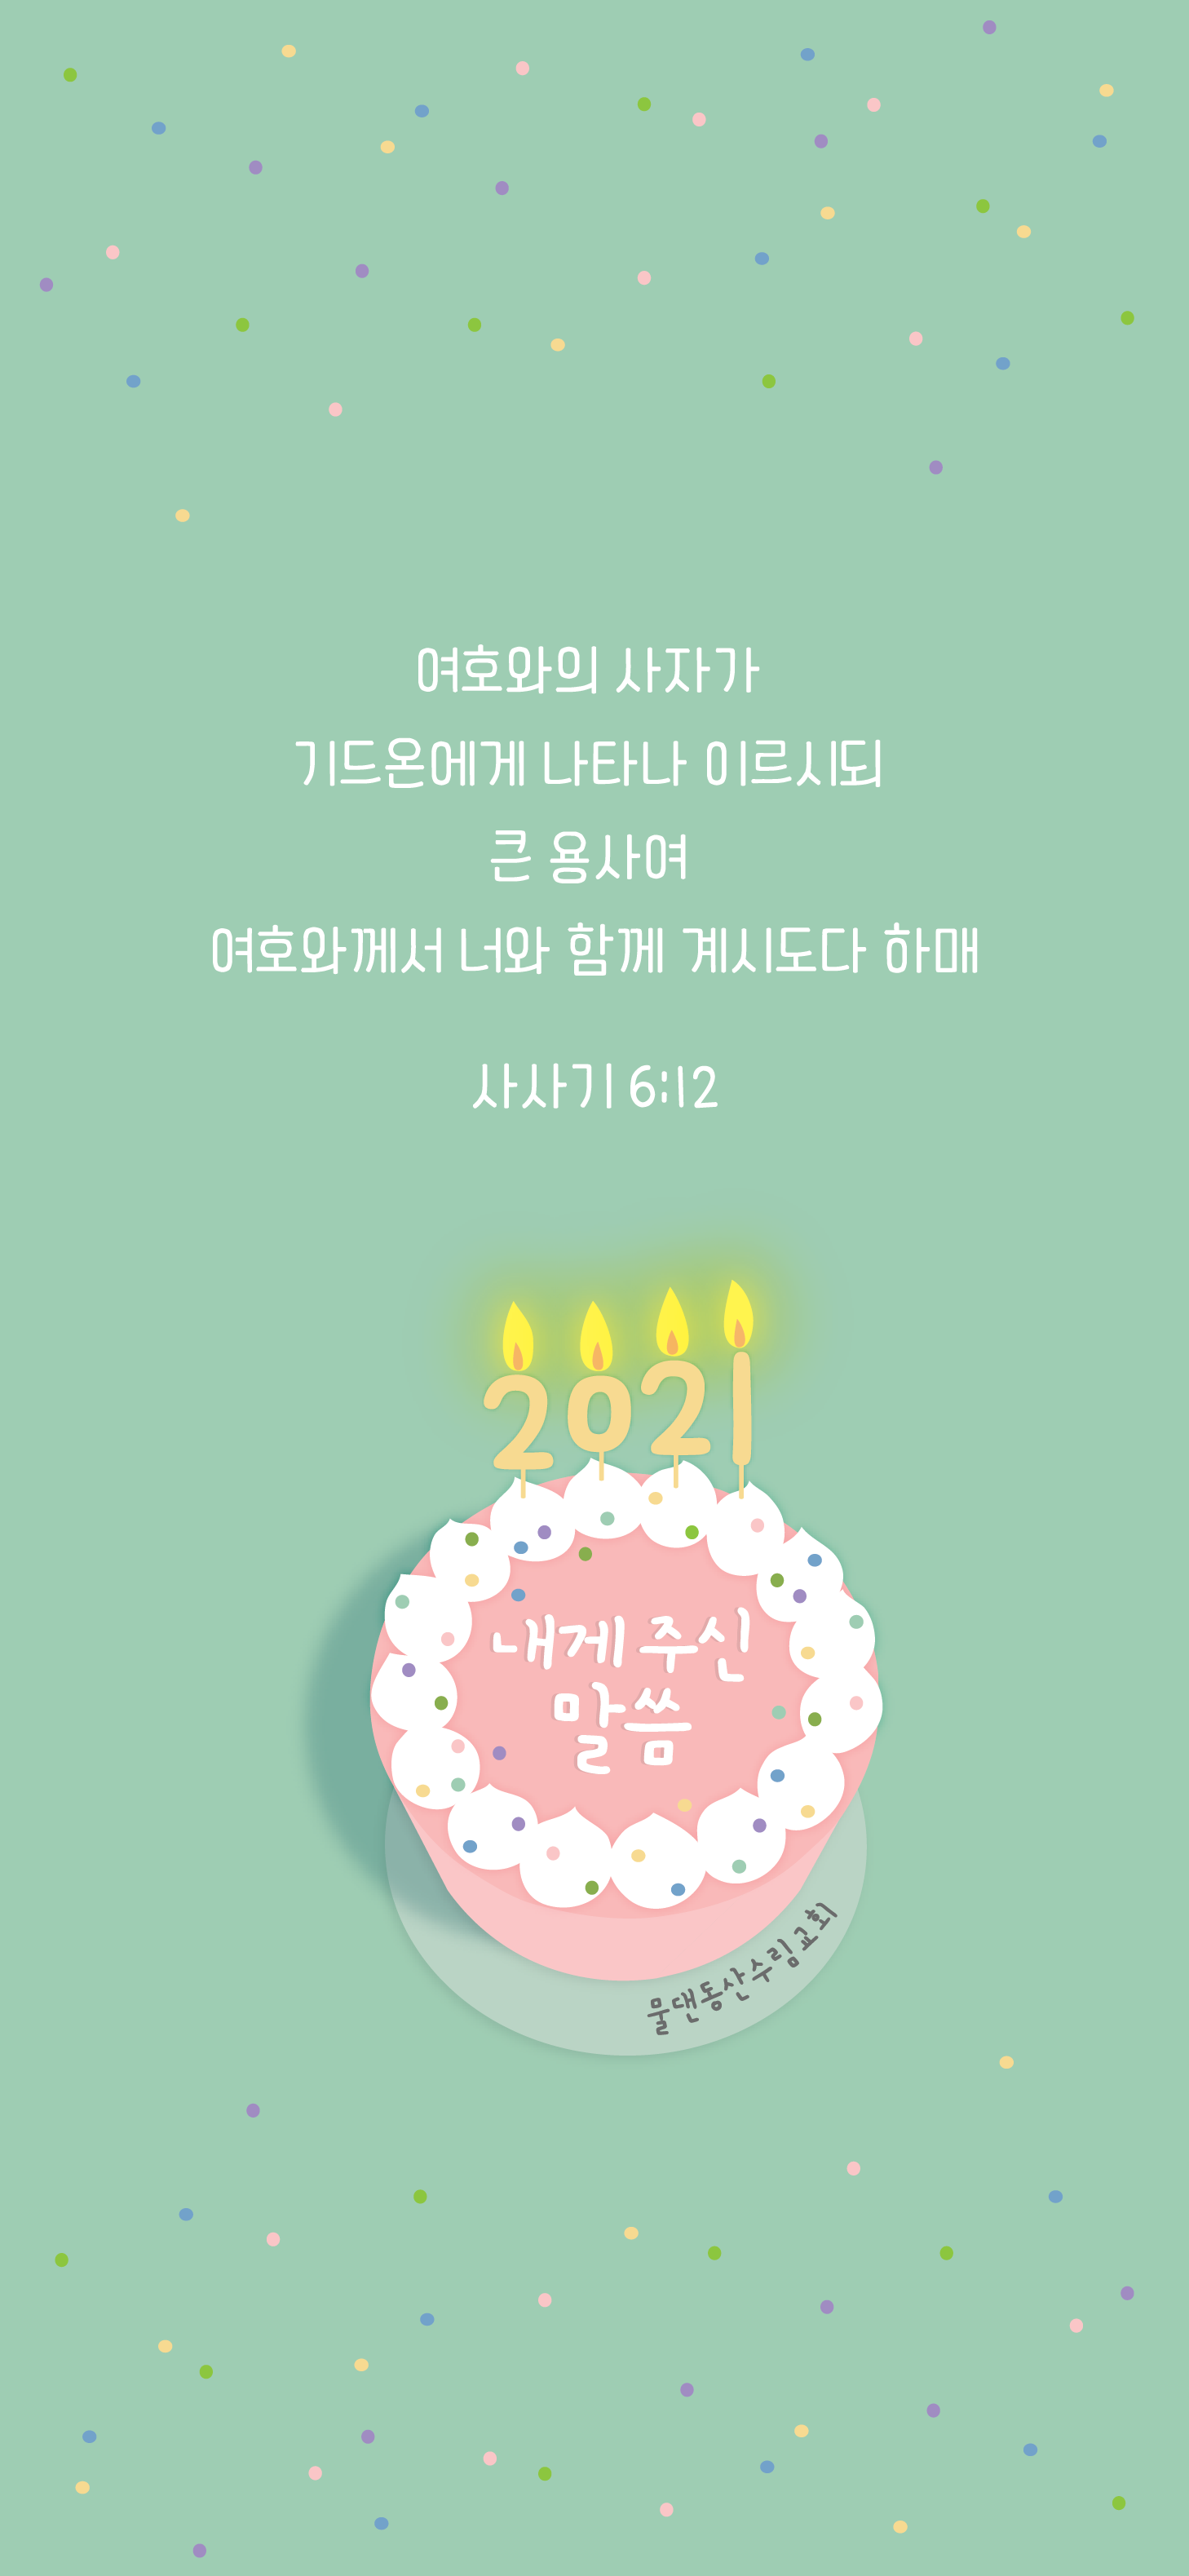 여호와의 사자가
기드온에게 나타나 이르시되
큰 용사여
여호와께서 너와 함께 계시도다 하매
사사기 6:12
2021
내게 주신
말씀
물댄동산수림교회